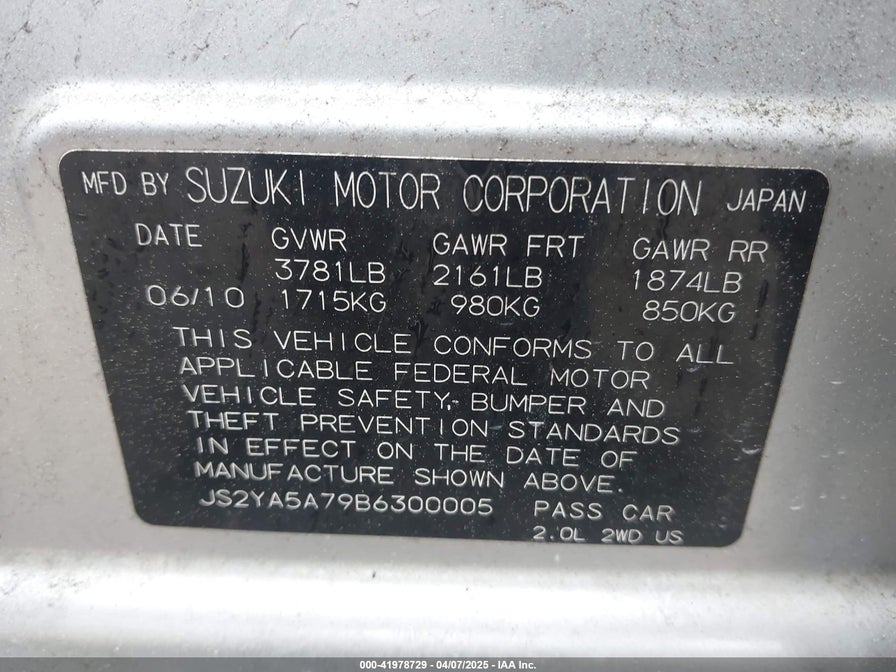 MFD BY SUZUKI MOTOR CORPORATION JAPAN
DATE GVWR GAWR FRT GAWR RR
3781LB 2161LB 1874LB
06/10 1715KG 980KG 850KG
THIS VEHICLE CONFORMS TO ALL
APPLICABLE FEDERAL MOTOR
VEHICLE SAFETY, BUMPER AND
THEFT PREVENTION STANDARDS
IN EFFECT ON THE DATE OF
MANUFACTURE SHOWN ABOVE.
JS2YA5A79B6300005 PASS CAR
2.0L 2WD US
000-41978729 - 04/07/2025 - IAA Inc.